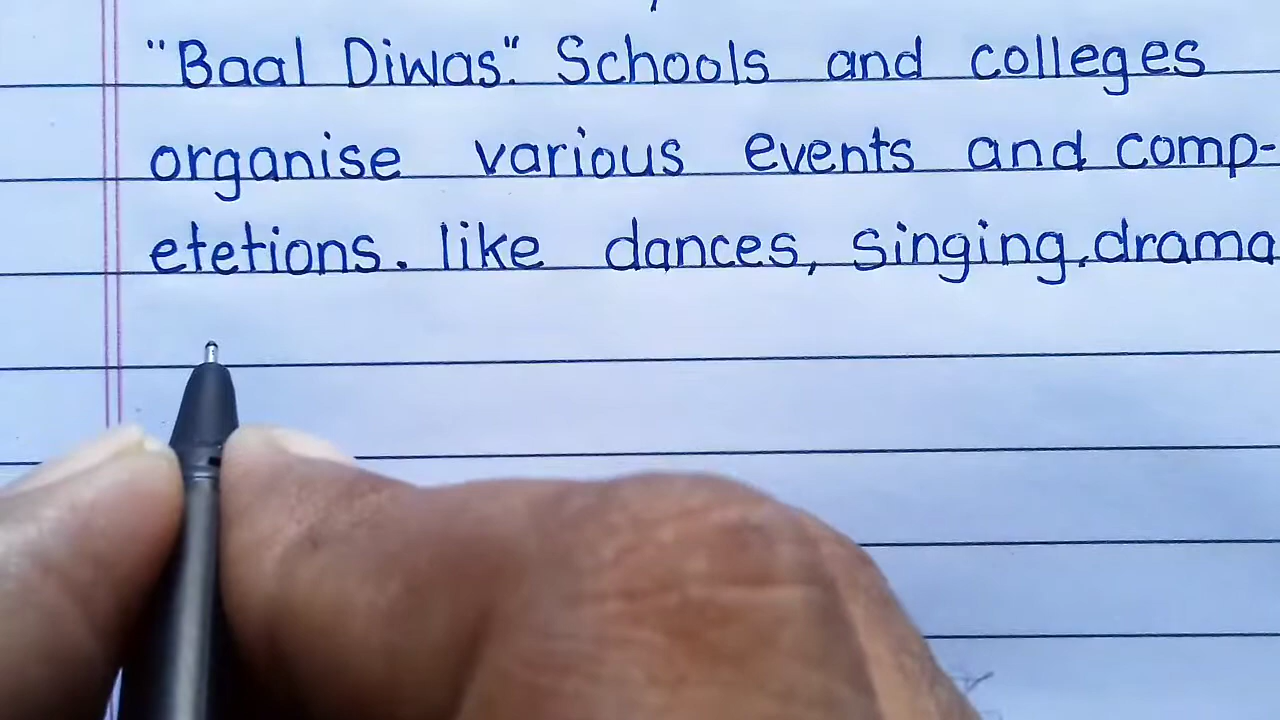 "Baal Diwas". Schools and colleges
organise various events and comp-
etetions. like dances, singing, drama